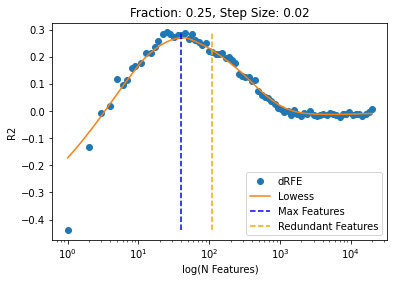 Fraction: 0.25, Step Size: 0.02
R2
0.3
0.2
0.1
0.0
−0.1
−0.2
−0.3
−0.4
dRFE
Lowess
Max Features
Redundant Features
10⁰ 10¹ 10² 10³ 10⁴
log(N Features)